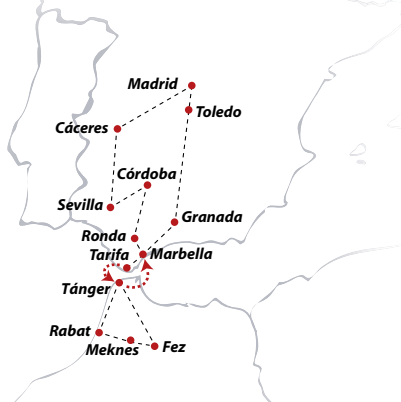 Madrid
Toledo
Cáceres
Córdoba
Sevilla
Granada
Ronda
Tarifa
Marbella
Tánger
Rabat
Meknes
Fez